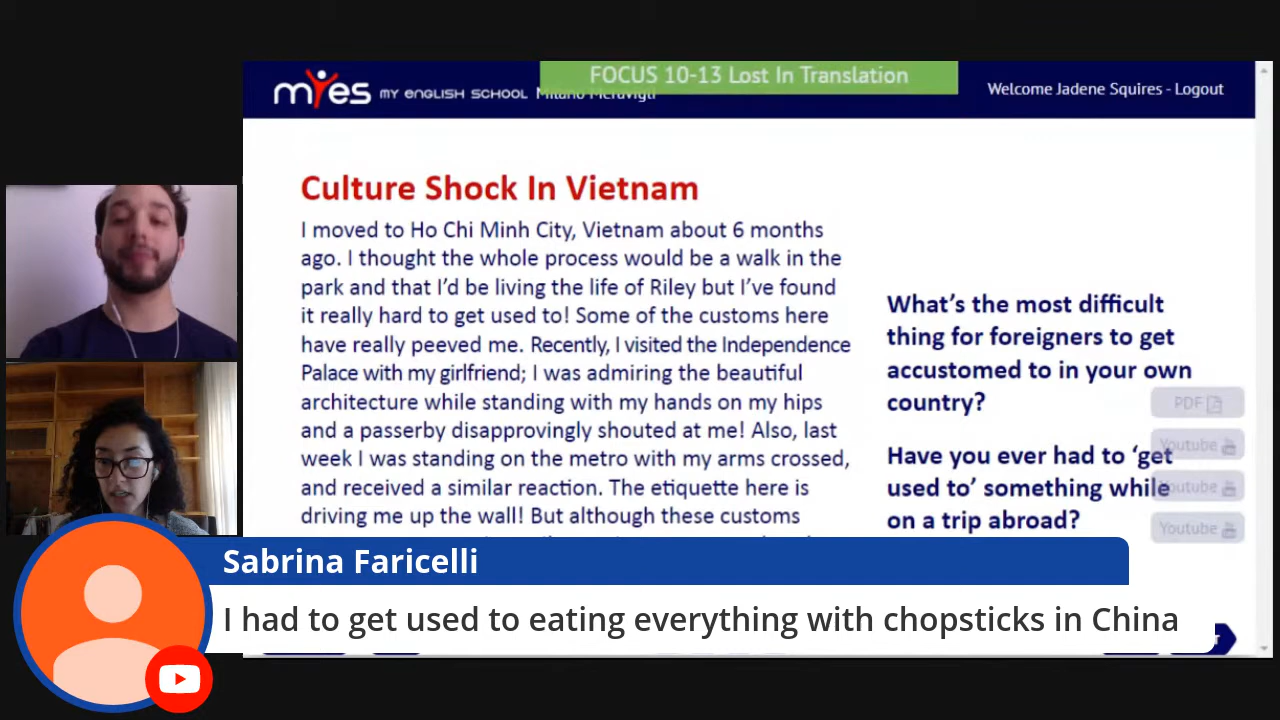 FOCUS 10-13 Lost In Translation
myes MY ENGLISH SCHOOL Milano Meravigli
Welcome Jadene Squires - Logout
Culture Shock In Vietnam
I moved to Ho Chi Minh City, Vietnam about 6 months
ago. I thought the whole process would be a walk in the
park and that I'd be living the life of Riley but I've found
it really hard to get used to! Some of the customs here
have really peeved me. Recently, I visited the Independence
Palace with my girlfriend; I was admiring the beautiful
architecture while standing with my hands on my hips
and a passerby disapprovingly shouted at me! Also, last
week I was standing on the metro with my arms crossed,
and received a similar reaction. The etiquette here is
driving me up the wall! But although these customs
What's the most difficult
thing for foreigners to get
accustomed to in your own
country?
Have you ever had to 'get
used to' something while
on a trip abroad?
PDF
Youtube
Youtube
Youtube
Sabrina Faricelli
I had to get used to eating everything with chopsticks in China